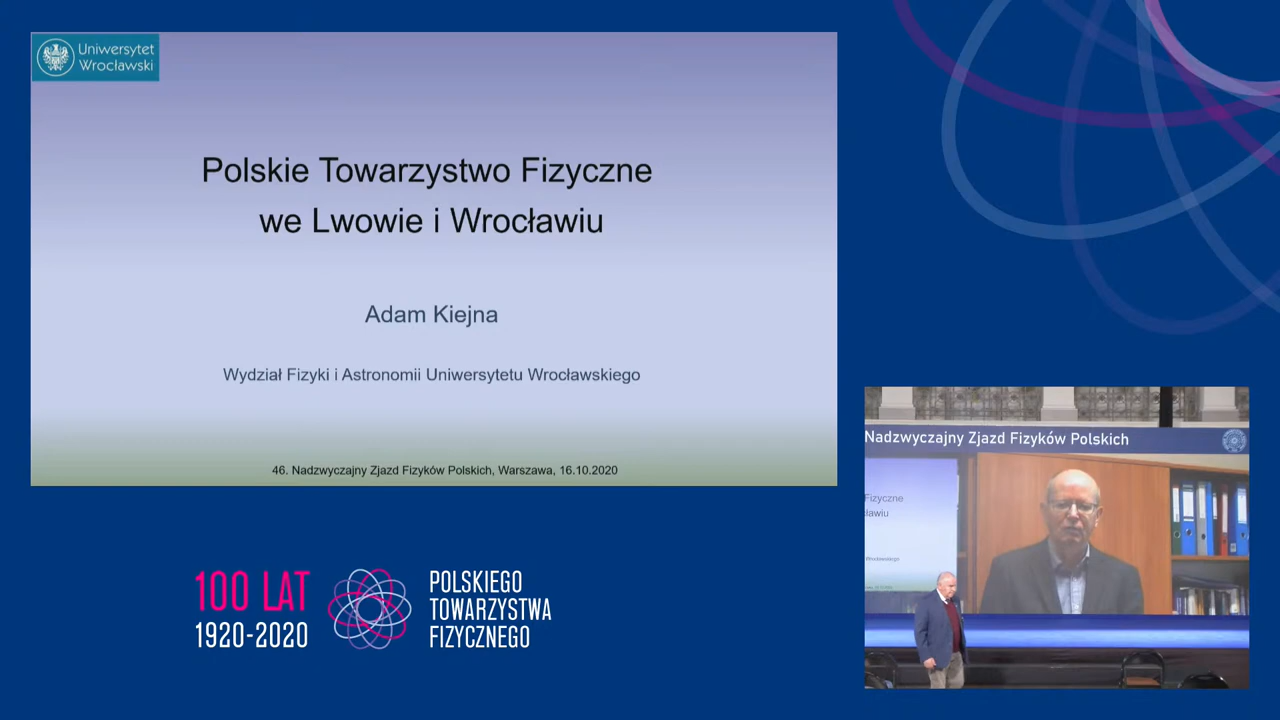 Uniwersytet
Wrocławski
Polskie Towarzystwo Fizyczne
we Lwowie i Wrocławiu
Adam Kiejna
Wydział Fizyki i Astronomii Uniwersytetu Wrocławskiego
46. Nadzwyczajny Zjazd Fizyków Polskich, Warszawa, 16.10.2020
Nadzwyczajny Zjazd Fizyków Polskich
Fizyczne
100 LAT
1920-2020
POLSKIEGO
TOWARZYSTWA
FIZYCZNEGO